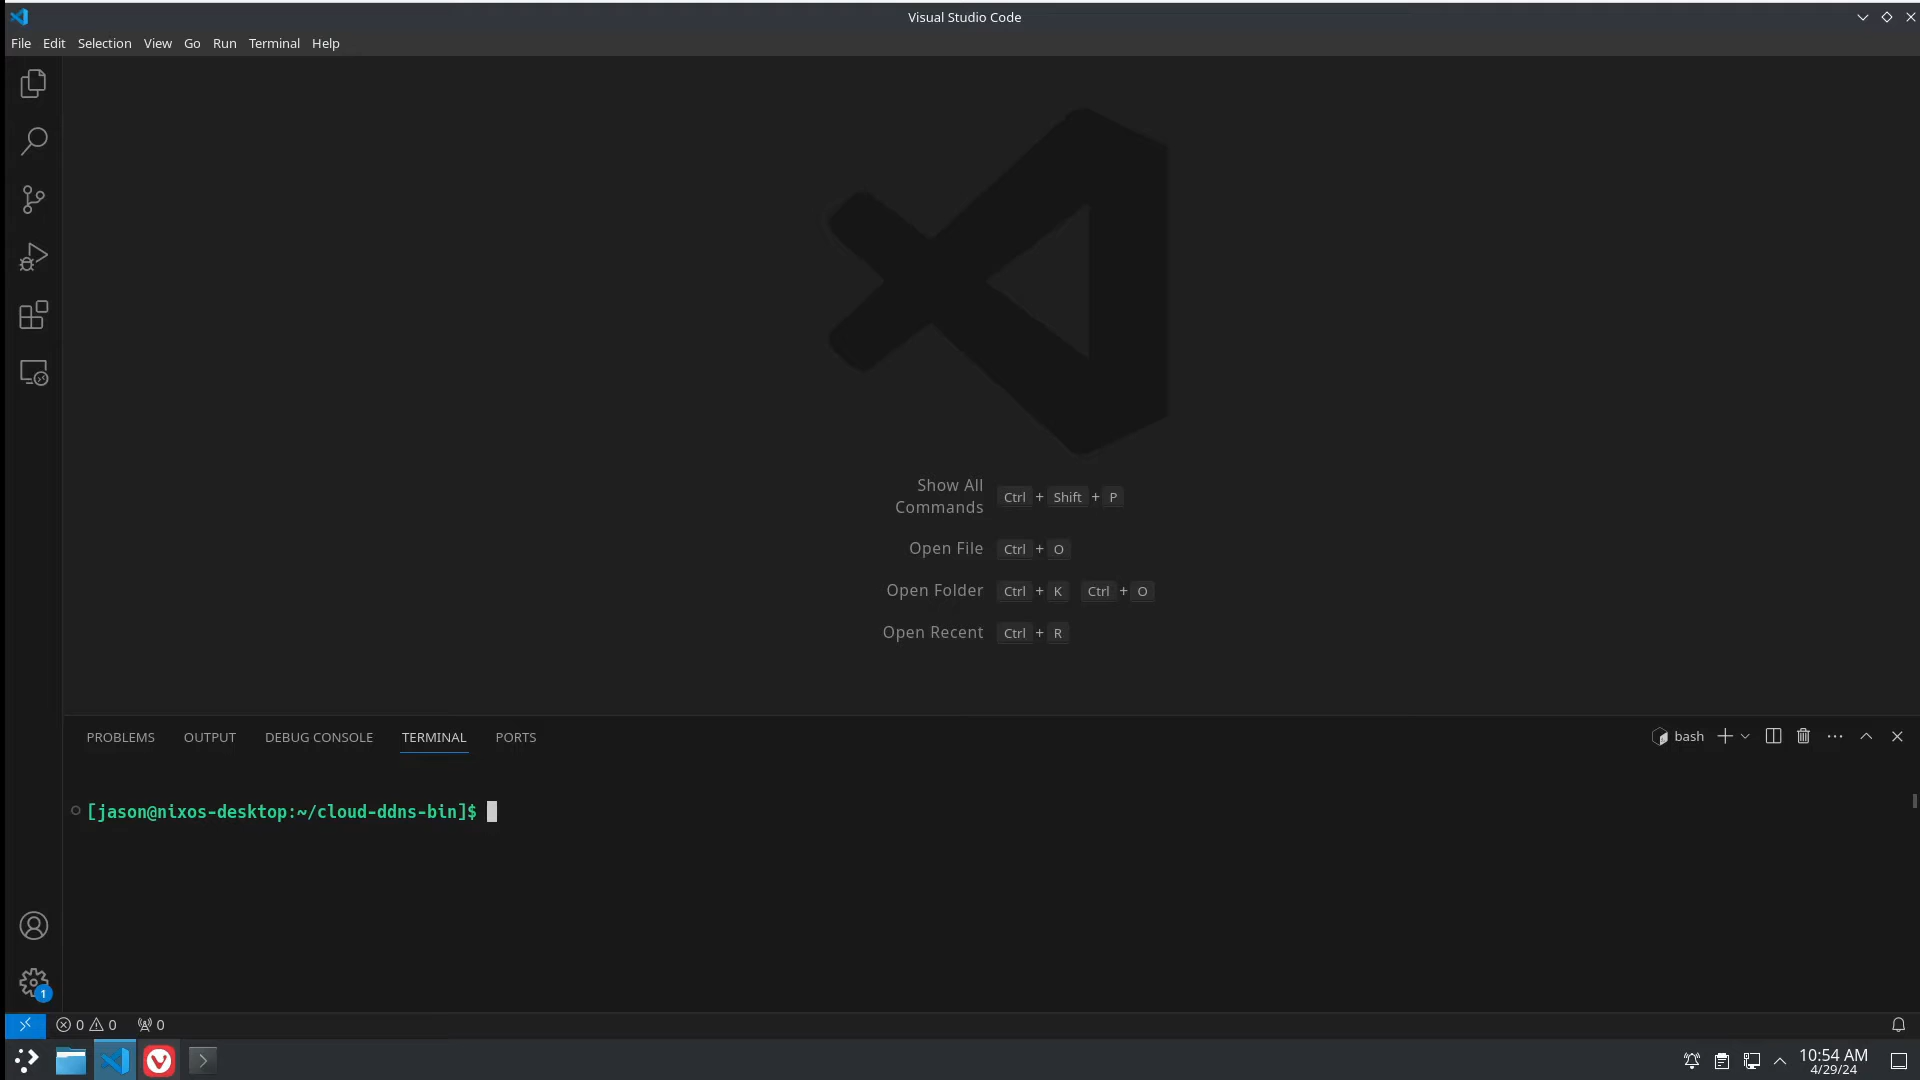 Visual Studio Code
File Edit Selection View Go Run Terminal Help
Show All
Commands
Ctrl + Shift + P
Open File Ctrl + O
Open Folder Ctrl + K Ctrl + O
Open Recent Ctrl + R
PROBLEMS OUTPUT DEBUG CONSOLE TERMINAL PORTS bash
[jason@nixos-desktop:~/cloud-ddns-bin]$
1
0 0 0
10:54 AM
4/29/24